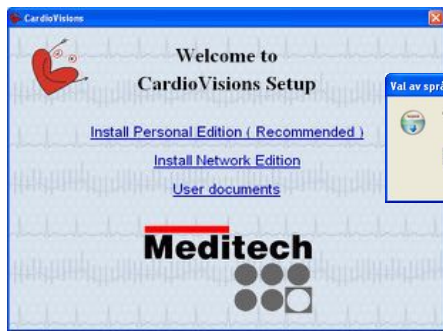 CardioVisions
Welcome to
CardioVisions Setup
Val av språ
Install Personal Edition ( Recommended )
Install Network Edition
User documents
Meditech